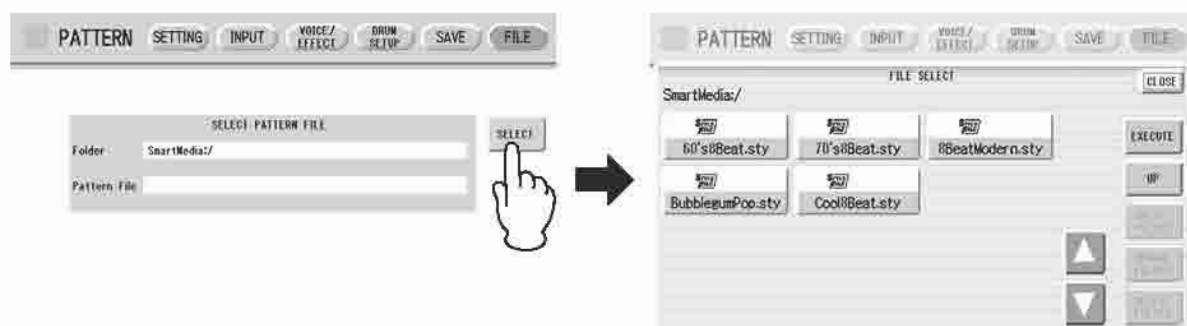 PATTERN SETTING INPUT VOICE/EFFECT DRUM SETUP SAVE FILE
SELECT PATTERN FILE
Folder SmartMedia:/
Pattern File
SELECT
PATTERN SETTING INPUT VOICE/EFFECT DRUM SETUP SAVE FILE
FILE SELECT
CLOSE
SmartMedia:/
60's8Beat.sty 70's8Beat.sty 8BeatModern.sty
EXECUTE
UP
BubblegumPop.sty Cool8Beat.sty